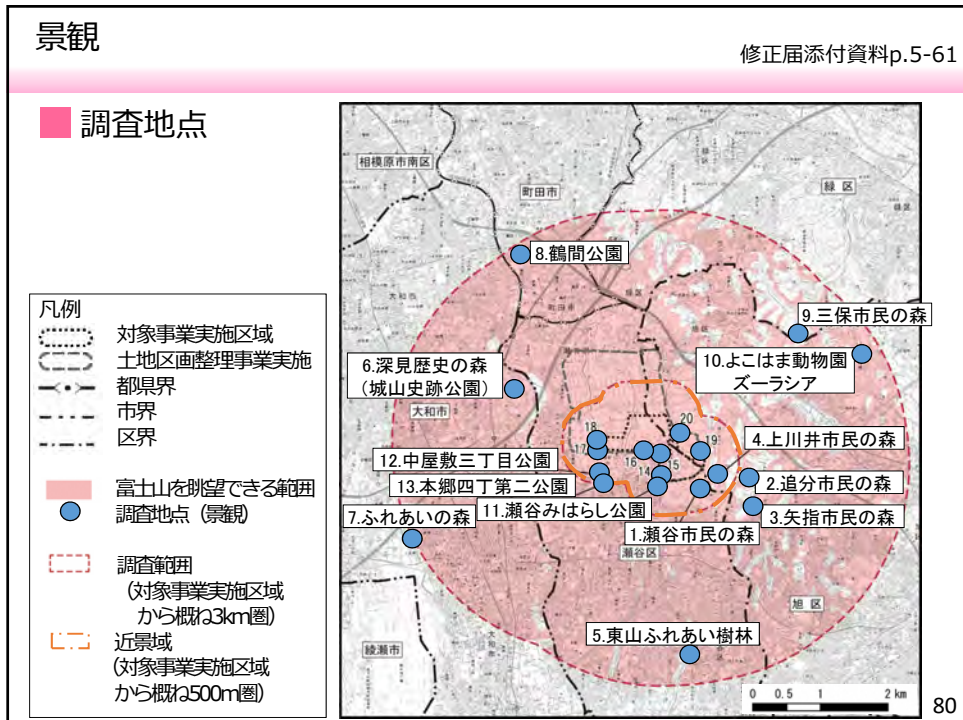 景観
修正届添付資料p.5-61
調査地点
凡例
対象事業実施区域
土地区画整理事業実施
都県界
市界
区界
富士山を眺望できる範囲
調査地点（景観）
調査範囲
（対象事業実施区域
から概ね3km圏）
近景域
（対象事業実施区域
から概ね500m圏）
相模原市南区
町田市
緑区
8.鶴間公園
9.三保市民の森
10.よこはま動物園
ズーラシア
6.深見歴史の森
（城山史跡公園）
大和市
18
17
20
19
16
15
14
4.上川井市民の森
12.中屋敷三丁目公園
2.追分市民の森
13.本郷四丁第二公園
11.瀬谷みはらし公園
3.矢指市民の森
7.ふれあいの森
1.瀬谷市民の森
瀬谷区
旭区
5.東山ふれあい樹林
綾瀬市
0 0.5 1 2 km
80